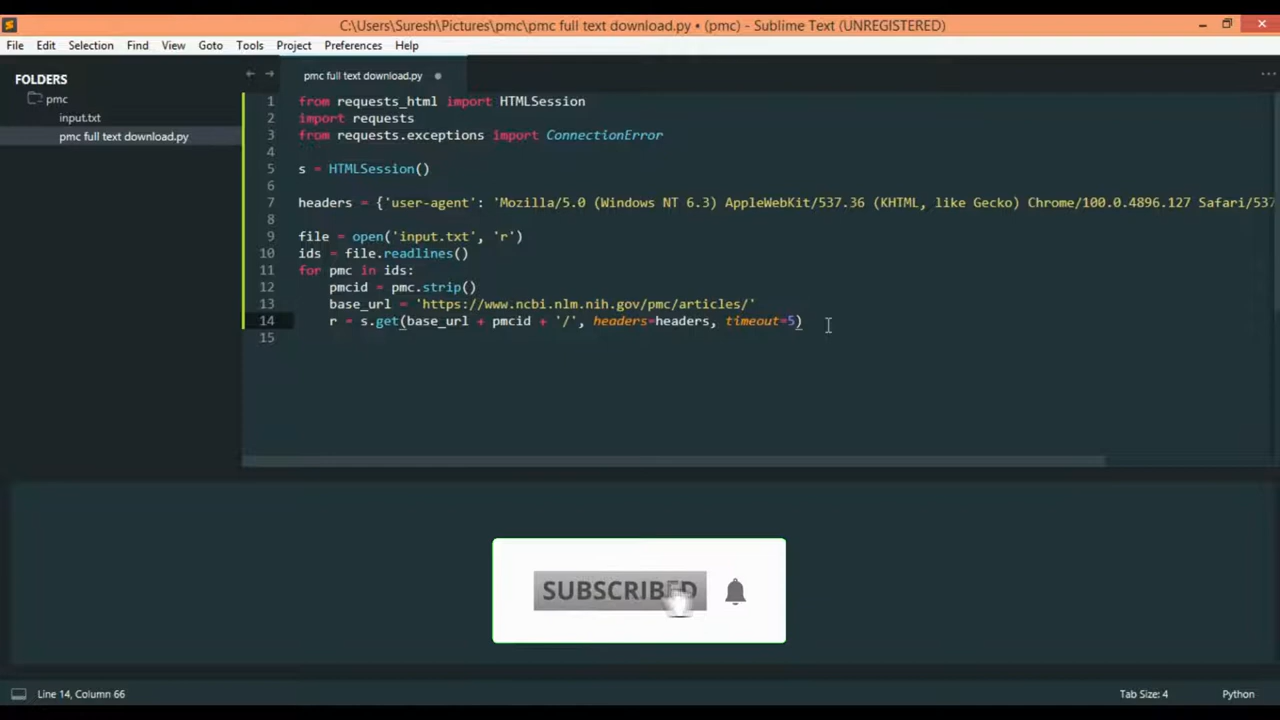 C:\Users\Suresh\Pictures\pmc\pmc full text download.py • (pmc) - Sublime Text (UNREGISTERED)
File Edit Selection Find View Goto Tools Project Preferences Help
FOLDERS
pmc
input.txt
pmc full text download.py
pmc full text download.py
1 from requests_html import HTMLSession
2 import requests
3 from requests.exceptions import ConnectionError
4
5 s = HTMLSession()
6
7 headers = {'user-agent': 'Mozilla/5.0 (Windows NT 6.3) AppleWebKit/537.36 (KHTML, like Gecko) Chrome/100.0.4896.127 Safari/537
8
9 file = open('input.txt', 'r')
10 ids = file.readlines()
11 for pmc in ids:
12 pmcid = pmc.strip()
13 base_url = 'https://www.ncbi.nlm.nih.gov/pmc/articles/'
14 r = s.get(base_url + pmcid + '/', headers=headers, timeout=5)
15
SUBSCRIBED
Line 14, Column 66
Tab Size: 4
Python